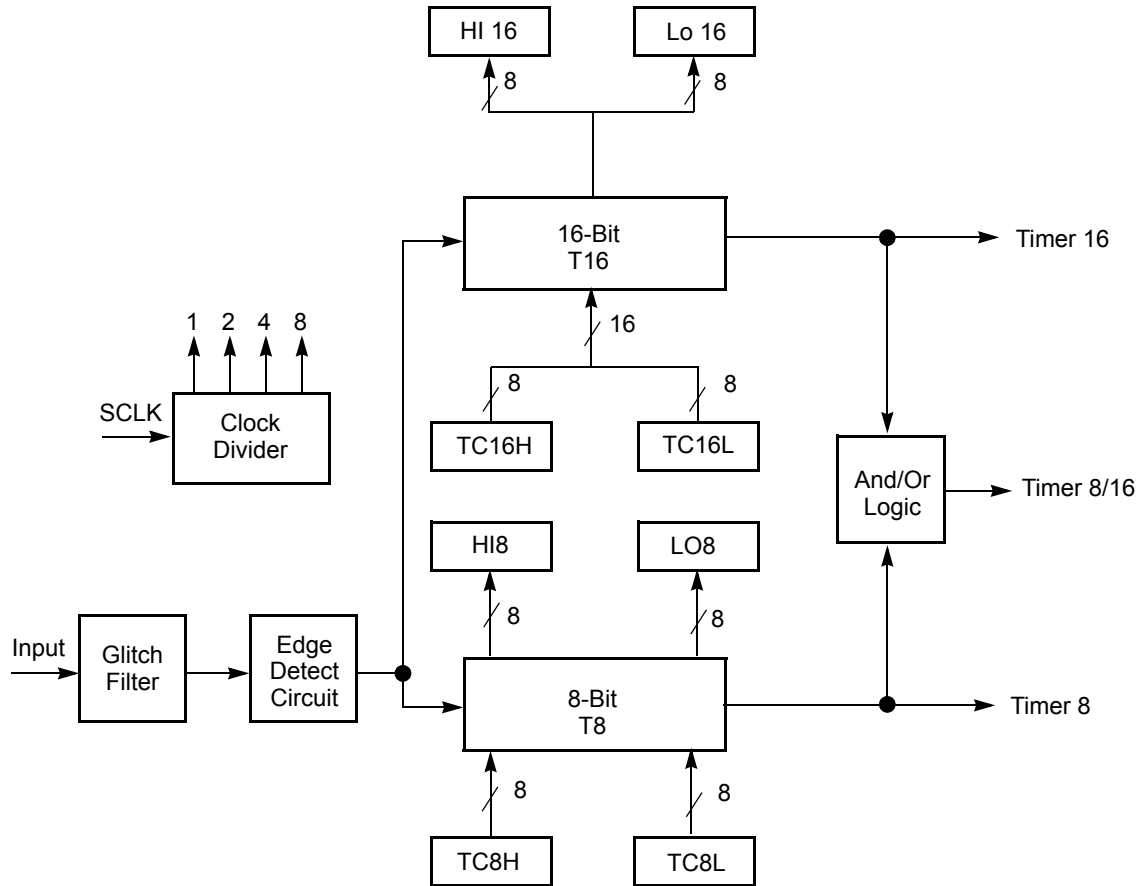 HI 16
Lo 16
8
8
16-Bit
T16
Timer 16
16
1 2 4 8
SCLK
Clock
Divider
8
8
TC16H
TC16L
And/Or
Logic
Timer 8/16
HI8
LO8
8
8
Input
Glitch
Filter
Edge
Detect
Circuit
8-Bit
T8
Timer 8
8
8
TC8H
TC8L